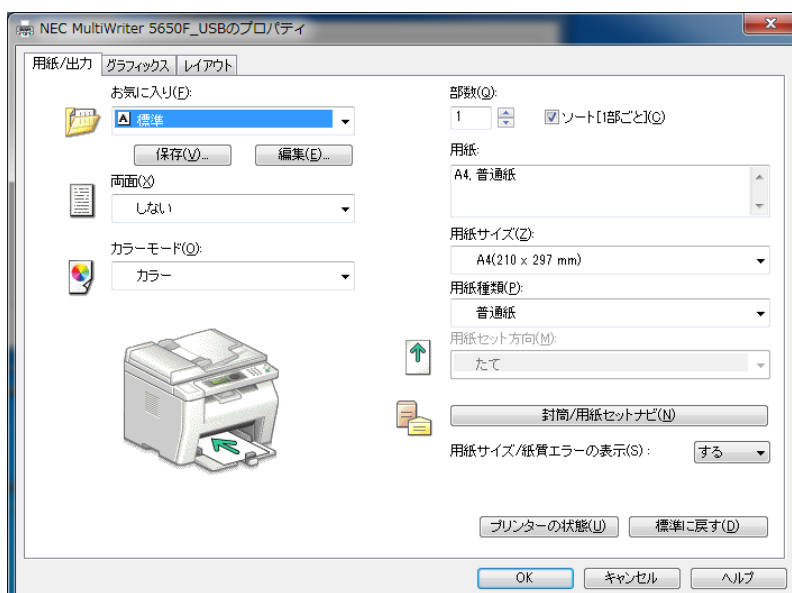 NEC MultiWriter 5650F_USBのプロパティ
用紙/出力 グラフィックス レイアウト
お気に入り(F):
A 標準
保存(V)... 編集(E)...
両面(X)
しない
カラーモード(O):
カラー
部数(Q):
1 ソート[1部ごと](C)
用紙:
A4, 普通紙
用紙サイズ(Z):
A4(210 x 297 mm)
用紙種類(P):
普通紙
用紙セット方向(M):
たて
封筒/用紙セットナビ(N)
用紙サイズ/紙質エラーの表示(S): する
プリンターの状態(U) 標準に戻す(D)
OK キャンセル ヘルプ